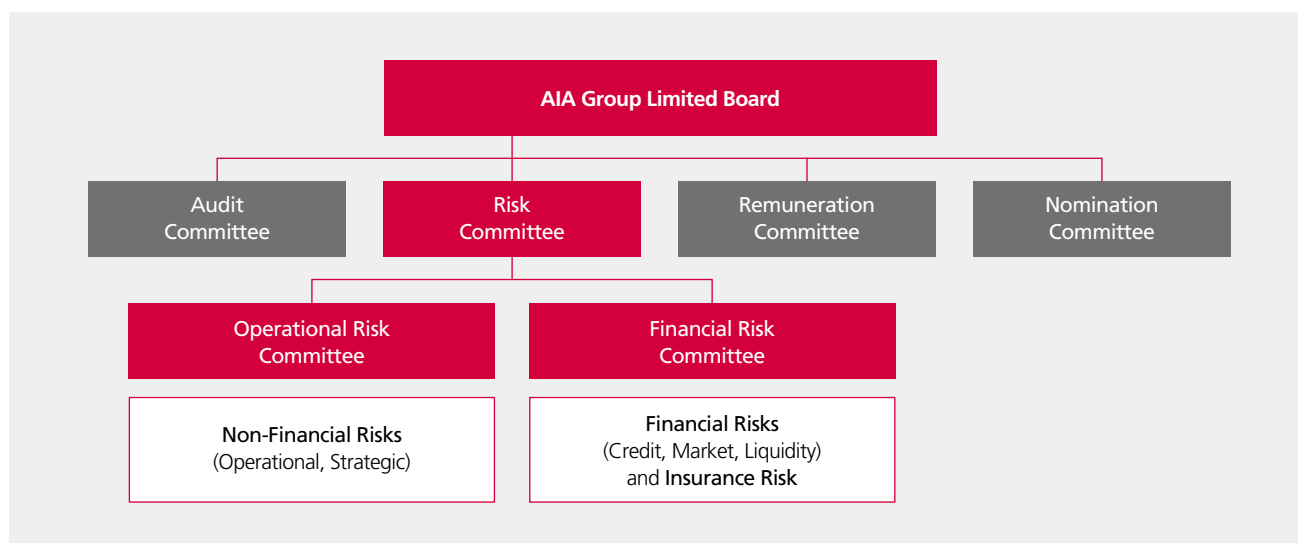 AIA Group Limited Board
Audit
Committee
Risk
Committee
Remuneration
Committee
Nomination
Committee
Operational Risk
Committee
Financial Risk
Committee
Non-Financial Risks
(Operational, Strategic)
Financial Risks
(Credit, Market, Liquidity)
and Insurance Risk